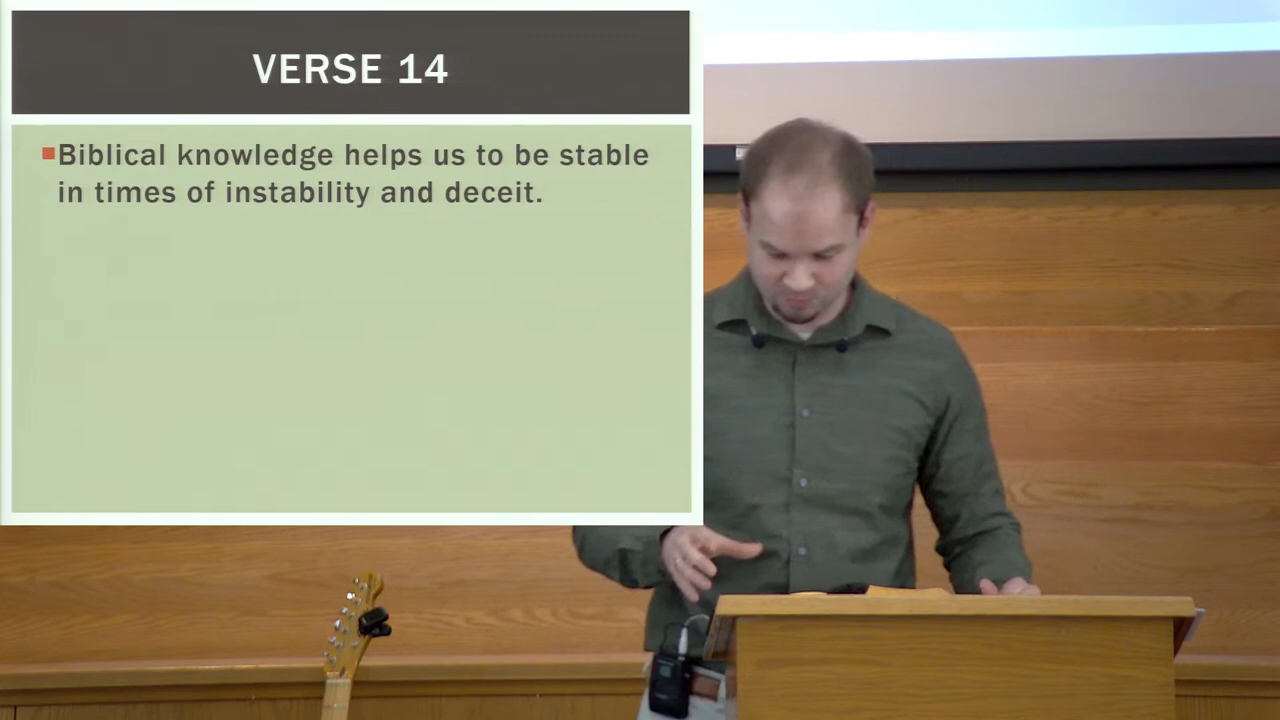 VERSE 14
Biblical knowledge helps us to be stable
in times of instability and deceit.